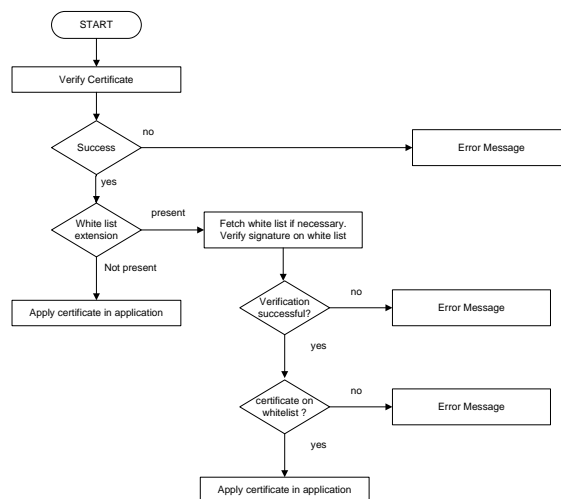 START
Verify Certificate
no
Success
Error Message
yes
White list
extension
present
Fetch white list if necessary.
Verify signature on white list
Not present
Apply certificate in application
Verification
successful?
no
Error Message
yes
certificate on
whitelist ?
no
Error Message
yes
Apply certificate in application